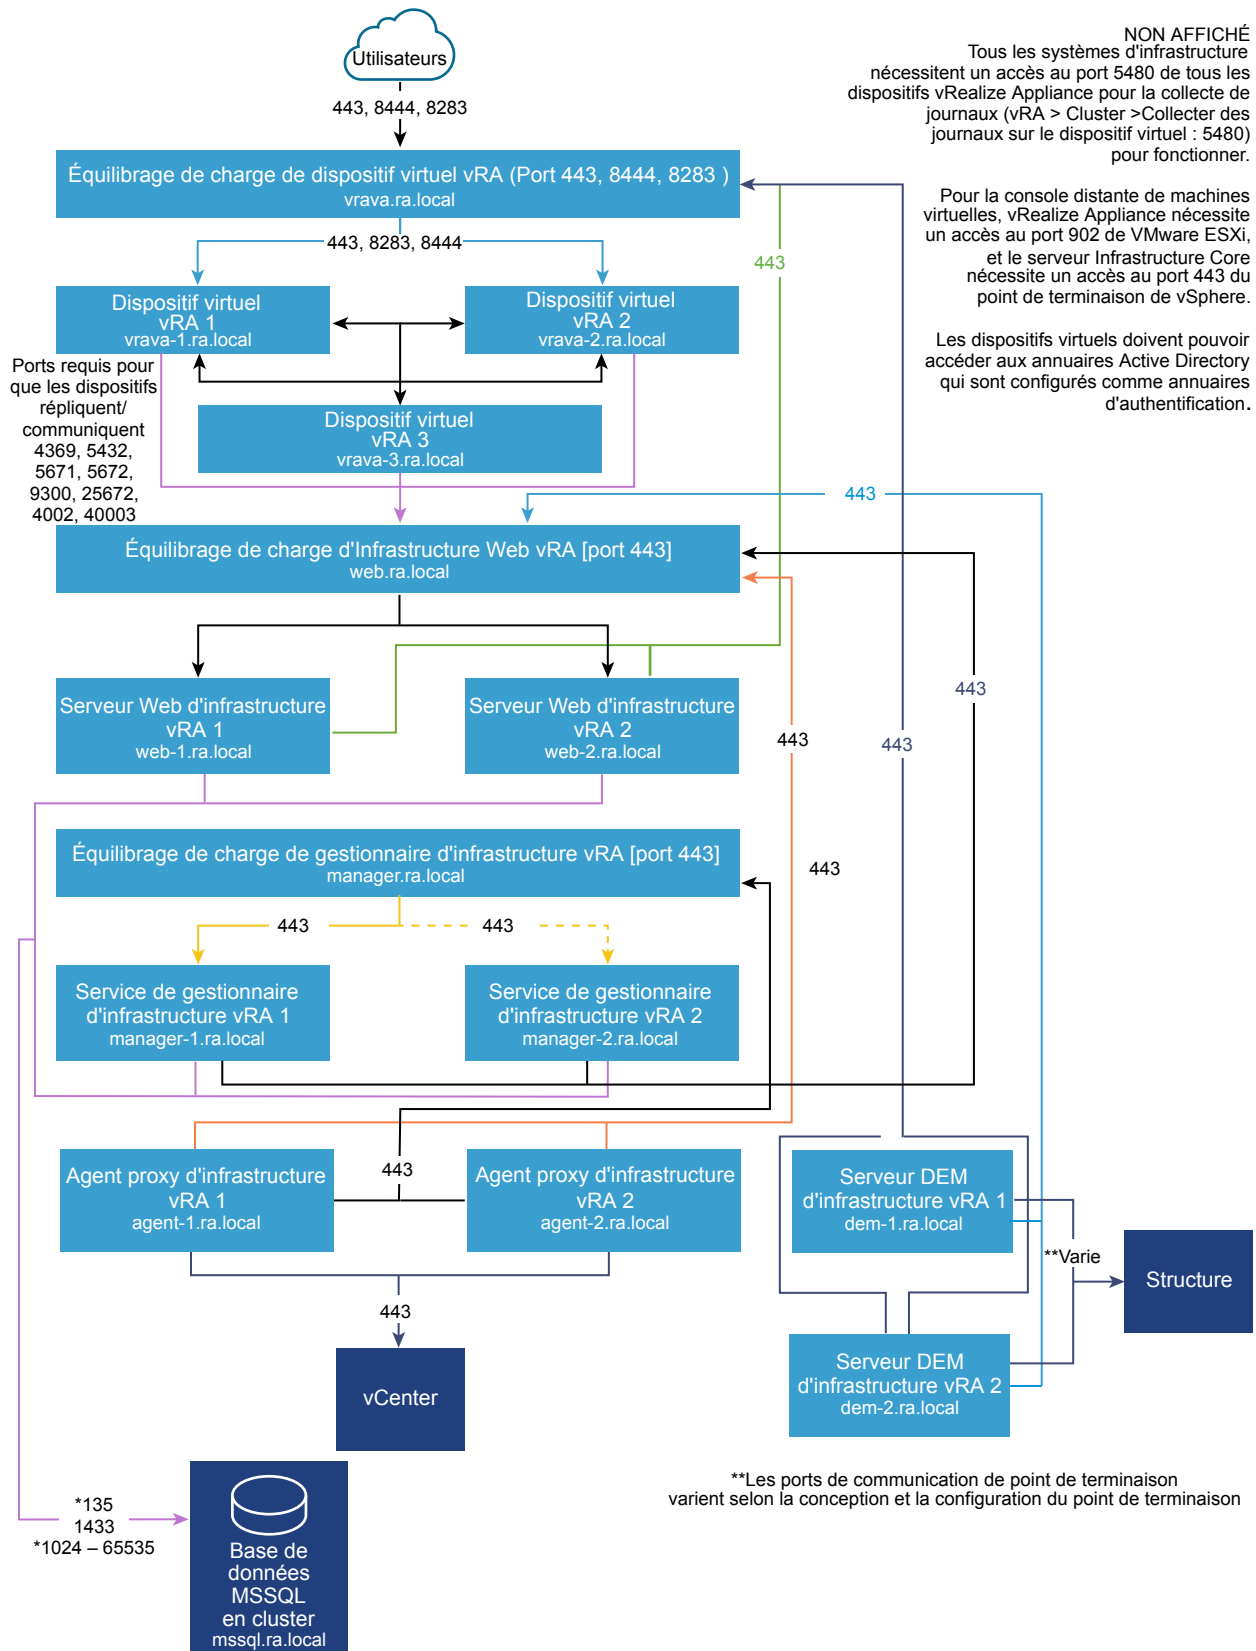 Utilisateurs
443, 8444, 8283
NON AFFICHÉ
Tous les systèmes d'infrastructure
nécessitent un accès au port 5480 de tous les
dispositifs vRealize Appliance pour la collecte de
journaux (vRA > Cluster >Collecter des
journaux sur le dispositif virtuel : 5480)
pour fonctionner.
Pour la console distante de machines
virtuelles, vRealize Appliance nécessite
un accès au port 902 de VMware ESXi,
et le serveur Infrastructure Core
nécessite un accès au port 443 du
point de terminaison de vSphere.
Les dispositifs virtuels doivent pouvoir
accéder aux annuaires Active Directory
qui sont configurés comme annuaires
d'authentification.
Équilibrage de charge de dispositif virtuel vRA (Port 443, 8444, 8283 )
vrava.ra.local
443, 8283, 8444
443
Dispositif virtuel
vRA 1
vrava-1.ra.local
Dispositif virtuel
vRA 2
vrava-2.ra.local
Ports requis pour
que les dispositifs
répliquent/
communiquent
4369, 5432,
5671, 5672,
9300, 25672,
4002, 40003
Dispositif virtuel
vRA 3
vrava-3.ra.local
443
Équilibrage de charge d'Infrastructure Web vRA [port 443]
web.ra.local
Serveur Web d'infrastructure
vRA 1
web-1.ra.local
Serveur Web d'infrastructure
vRA 2
web-2.ra.local
443
443
443
Équilibrage de charge de gestionnaire d'infrastructure vRA [port 443]
manager.ra.local
443
443
443
Service de gestionnaire
d'infrastructure vRA 1
manager-1.ra.local
Service de gestionnaire
d'infrastructure vRA 2
manager-2.ra.local
Agent proxy d'infrastructure
vRA 1
agent-1.ra.local
443
Agent proxy d'infrastructure
vRA 2
agent-2.ra.local
Serveur DEM
d'infrastructure vRA 1
dem-1.ra.local
**Varie
Structure
443
vCenter
Serveur DEM
d'infrastructure vRA 2
dem-2.ra.local
**Les ports de communication de point de terminaison
varient selon la conception et la configuration du point de terminaison
*135
1433
*1024 – 65535
Base de
données
MSSQL
en cluster
mssql.ra.local